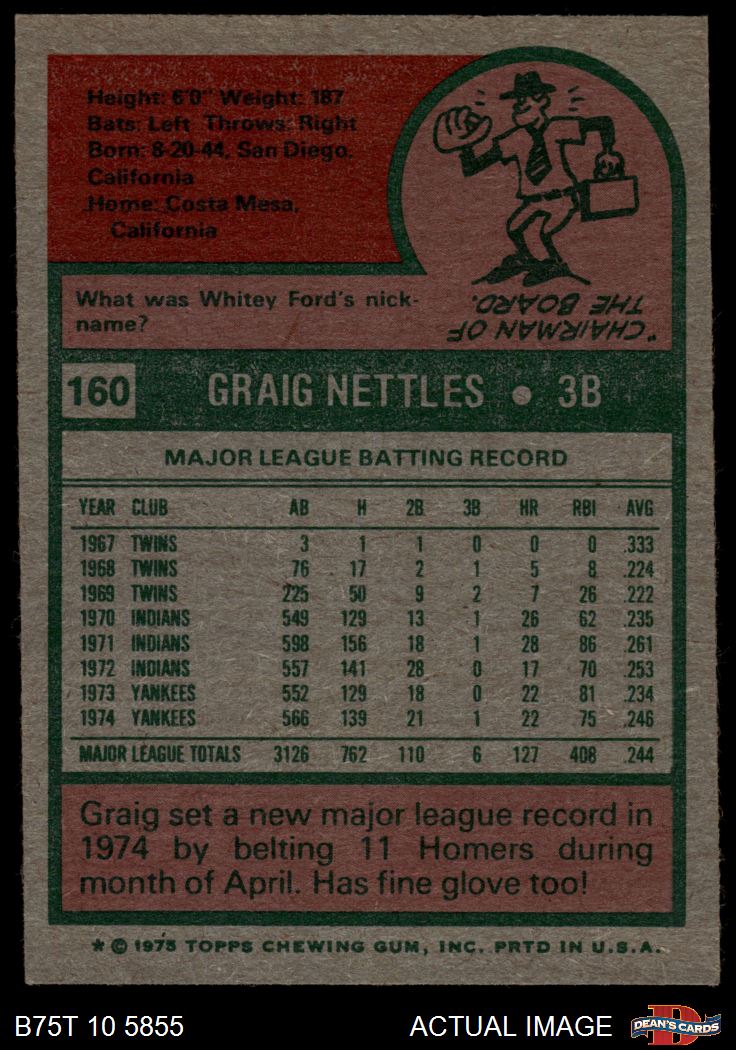 Height: 6'0" Weight: 187
Bats: Left Throws: Right
Born: 8-20-44, San Diego,
California
Home: Costa Mesa,
California
What was Whitey Ford's nick-
name?
"CHAIRMAN OF
THE BOARD."
160 GRAIG NETTLES • 3B
MAJOR LEAGUE BATTING RECORD
YEAR CLUB AB H 2B 3B HR RBI AVG
1967 TWINS 3 1 1 0 0 0 .333
1968 TWINS 76 17 2 1 5 8 .224
1969 TWINS 225 50 9 2 7 26 .222
1970 INDIANS 549 129 13 1 26 62 .235
1971 INDIANS 598 156 18 1 28 86 .261
1972 INDIANS 557 141 28 0 17 70 .253
1973 YANKEES 552 129 18 0 22 81 .234
1974 YANKEES 566 139 21 1 22 75 .246
MAJOR LEAGUE TOTALS 3126 762 110 6 127 408 .244
Graig set a new major league record in
1974 by belting 11 Homers during
month of April. Has fine glove too!
* © 1975 TOPPS CHEWING GUM, INC. PRTD IN U.S.A.
B75T 10 5855 ACTUAL IMAGE D DEAN'S CARDS